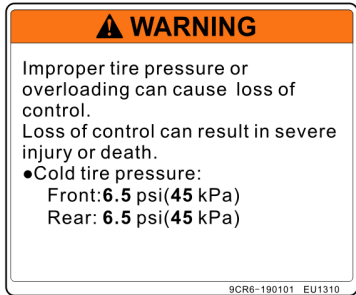 WARNING
Improper tire pressure or
overloading can cause loss of
control.
Loss of control can result in severe
injury or death.
●Cold tire pressure:
Front:6.5 psi(45 kPa)
Rear: 6.5 psi(45 kPa)
9CR6-190101 EU1310